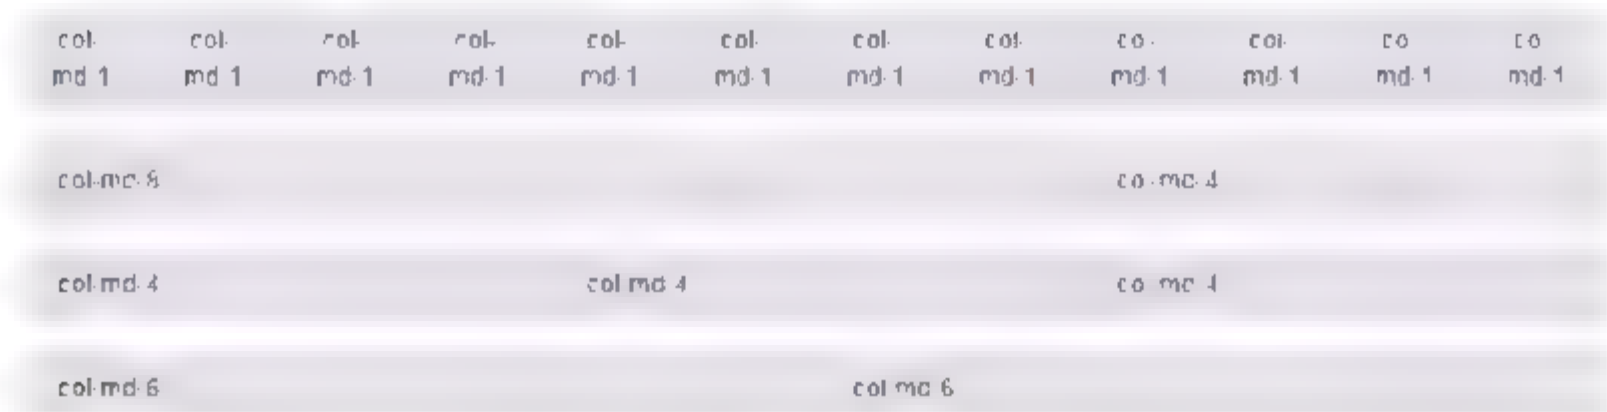 col- col- col- col- col- col- col- col- col- col- col- col-
md-1 md-1 md-1 md-1 md-1 md-1 md-1 md-1 md-1 md-1 md-1 md-1
col-md-8 col-md-4
col-md-4 col-md-4 col-md-4
col-md-6 col-md-6